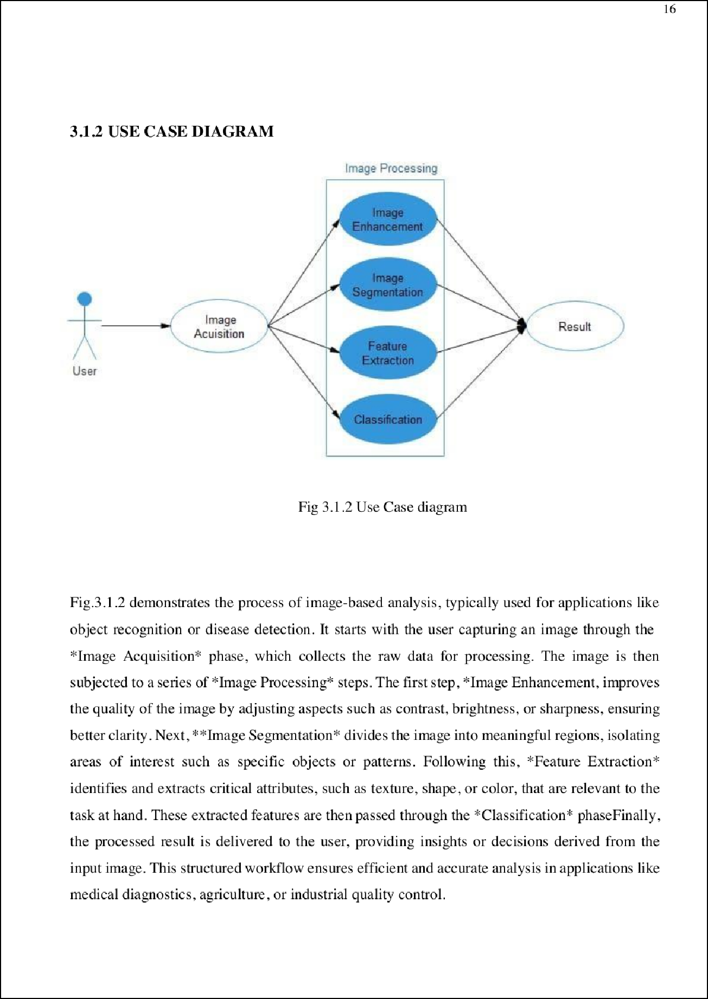 16
3.1.2 USE CASE DIAGRAM
Image Processing
Image
Enhancement
Image
Segmentation
Image
Acuisition
Feature
Extraction
Result
User
Classification
Fig 3.1.2 Use Case diagram
Fig.3.1.2 demonstrates the process of image-based analysis, typically used for applications like
object recognition or disease detection. It starts with the user capturing an image through the
*Image Acquisition* phase, which collects the raw data for processing. The image is then
subjected to a series of *Image Processing* steps. The first step, *Image Enhancement, improves
the quality of the image by adjusting aspects such as contrast, brightness, or sharpness, ensuring
better clarity. Next, **Image Segmentation* divides the image into meaningful regions, isolating
areas of interest such as specific objects or patterns. Following this, *Feature Extraction*
identifies and extracts critical attributes, such as texture, shape, or color, that are relevant to the
task at hand. These extracted features are then passed through the *Classification* phaseFinally,
the processed result is delivered to the user, providing insights or decisions derived from the
input image. This structured workflow ensures efficient and accurate analysis in applications like
medical diagnostics, agriculture, or industrial quality control.